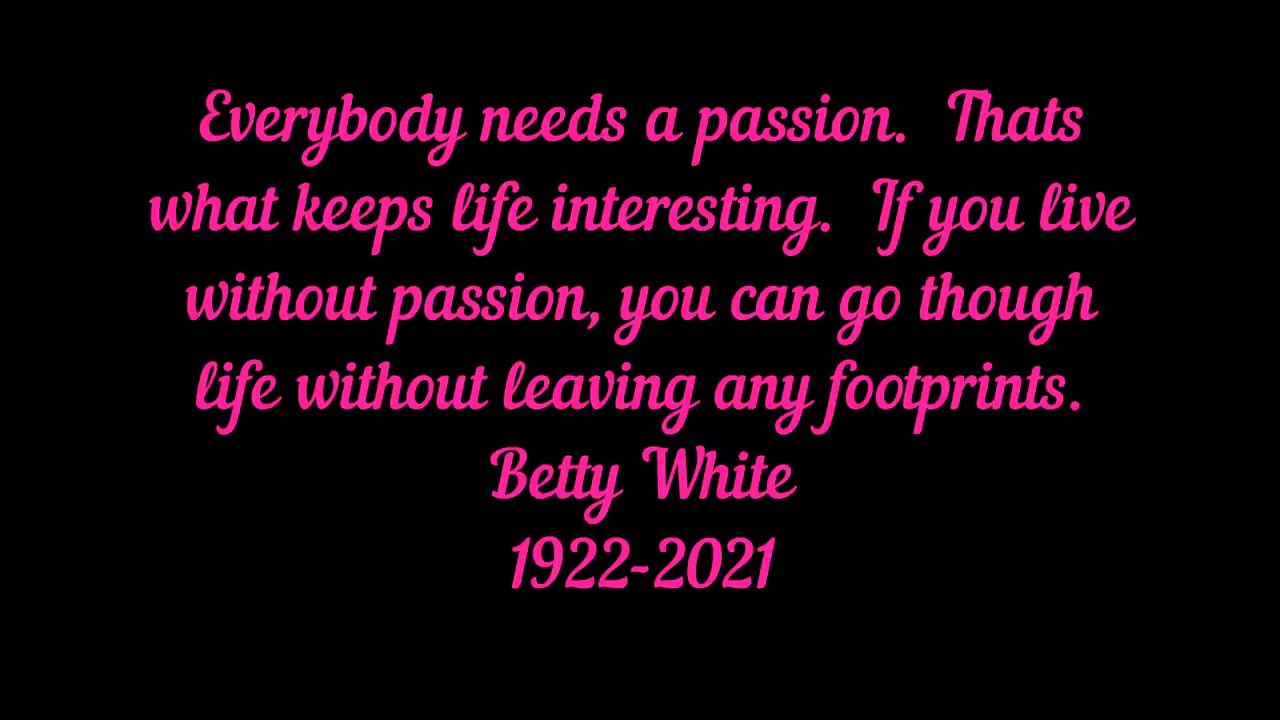 Everybody needs a passion.  Thats
what keeps life interesting.  If you live
without passion, you can go though
life without leaving any footprints.
Betty White
1922-2021